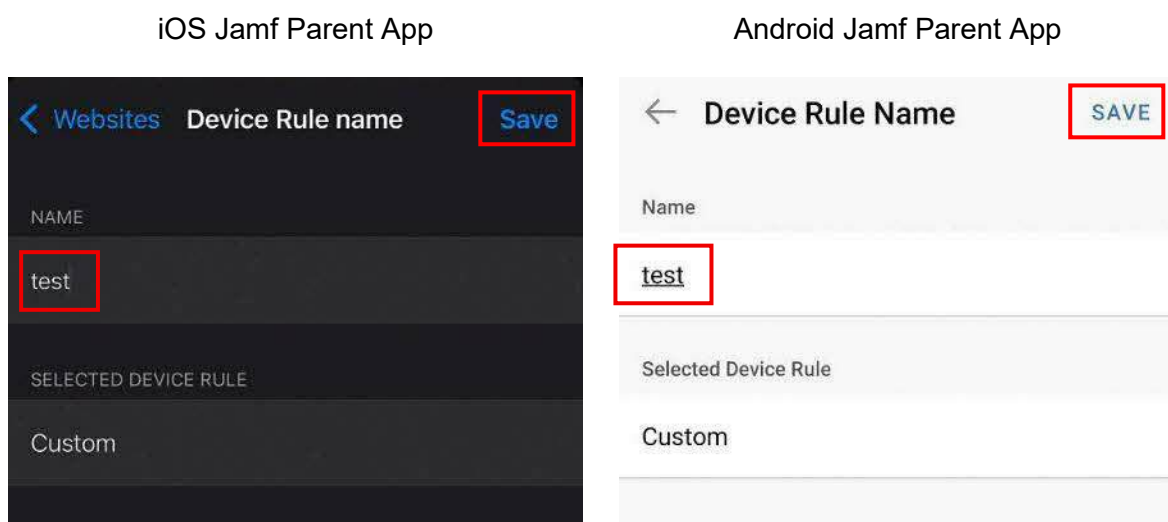 iOS Jamf Parent App
Websites Device Rule name Save
NAME
test
SELECTED DEVICE RULE
Custom
Android Jamf Parent App
Device Rule Name SAVE
Name
test
Selected Device Rule
Custom